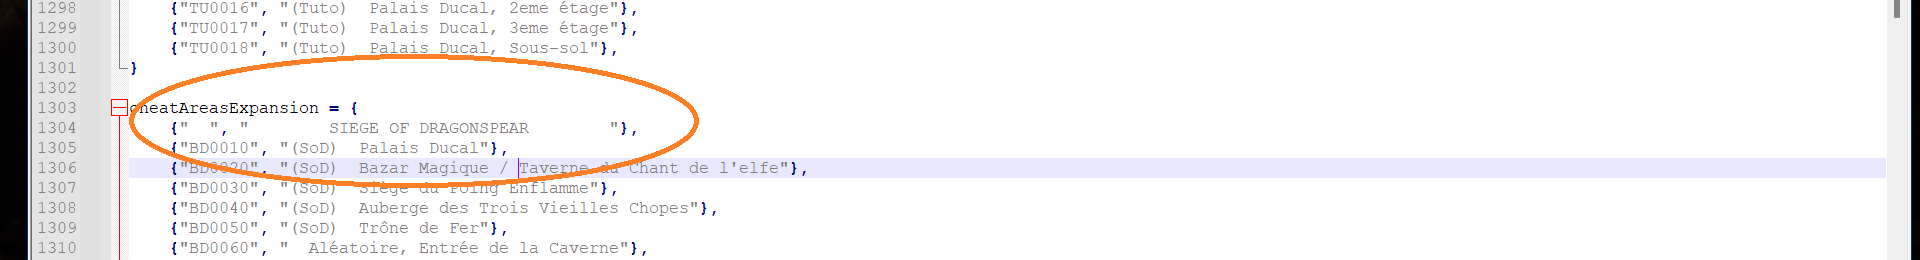 1298 {"TU0016", "(Tuto)  Palais Ducal, 2eme étage"},
1299 {"TU0017", "(Tuto)  Palais Ducal, 3eme étage"},
1300 {"TU0018", "(Tuto)  Palais Ducal, Sous-sol"},
1301 }
1302
1303 cheatAreasExpansion = {
1304 {"  ", "        SIEGE OF DRAGONSPEAR        "},
1305 {"BD0010", "(SoD)  Palais Ducal"},
1306 {"BD0020", "(SoD)  Bazar Magique / Taverne du Chant de l'elfe"},
1307 {"BD0030", "(SoD)  Siège du Poing Enflamme"},
1308 {"BD0040", "(SoD)  Auberge des Trois Vieilles Chopes"},
1309 {"BD0050", "(SoD)  Trône de Fer"},
1310 {"BD0060", "  Aléatoire, Entrée de la Caverne"},